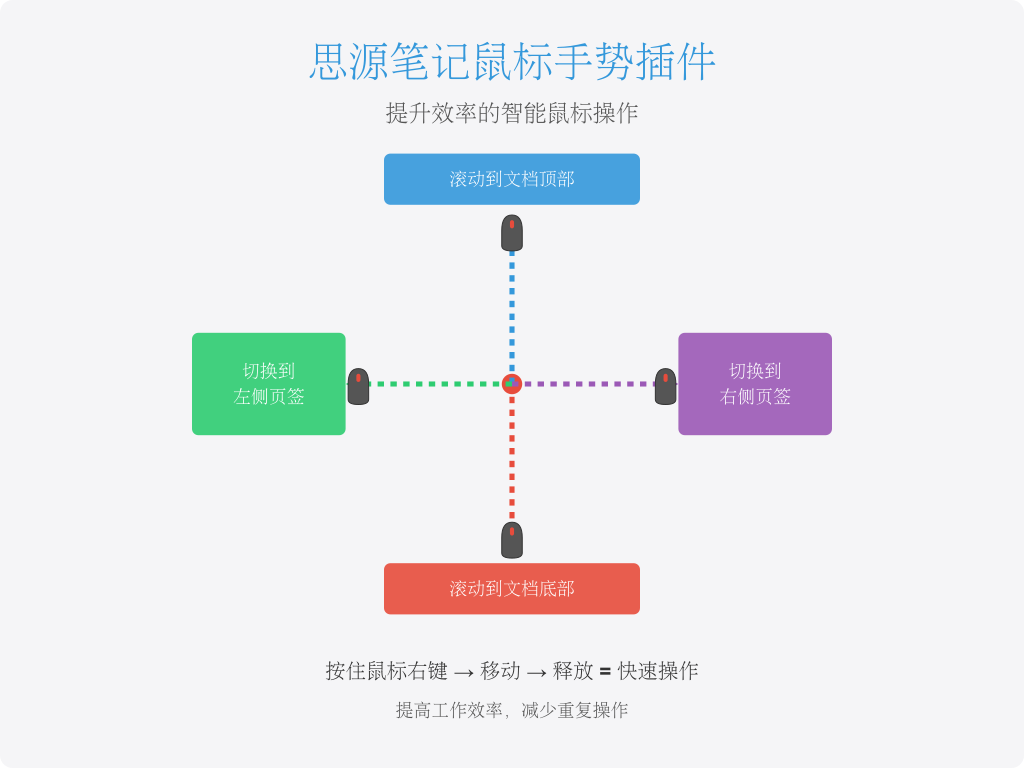 思源笔记鼠标手势插件
提升效率的智能鼠标操作
滚动到文档顶部
切换到
左侧页签
切换到
右侧页签
滚动到文档底部
按住鼠标右键 → 移动 → 释放 = 快速操作
提高工作效率，减少重复操作